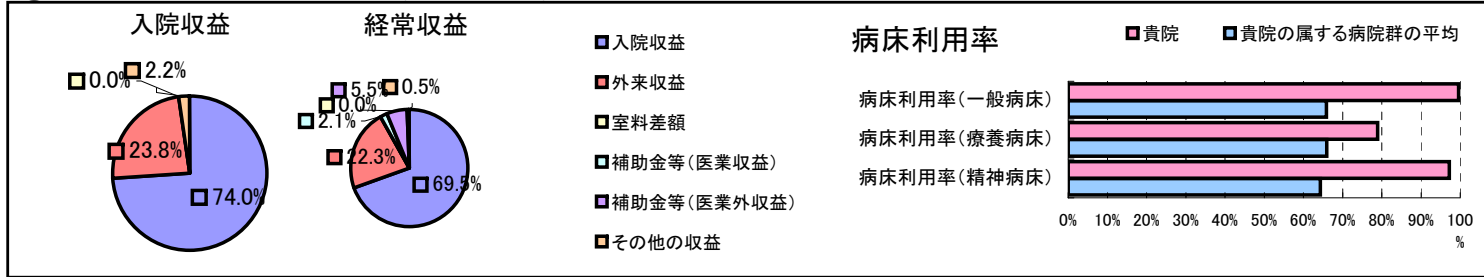 入院収益
0.0%
2.2%
23.8%
74.0%
経常収益
5.5%
0.5%
0.0%
2.1%
22.3%
69.5%
入院収益
外来収益
室料差額
補助金等(医業収益)
補助金等(医業外収益)
その他の収益
病床利用率
貴院
貴院の属する病院群の平均
病床利用率(一般病床)
病床利用率(療養病床)
病床利用率(精神病床)
0% 10% 20% 30% 40% 50% 60% 70% 80% 90% 100
%